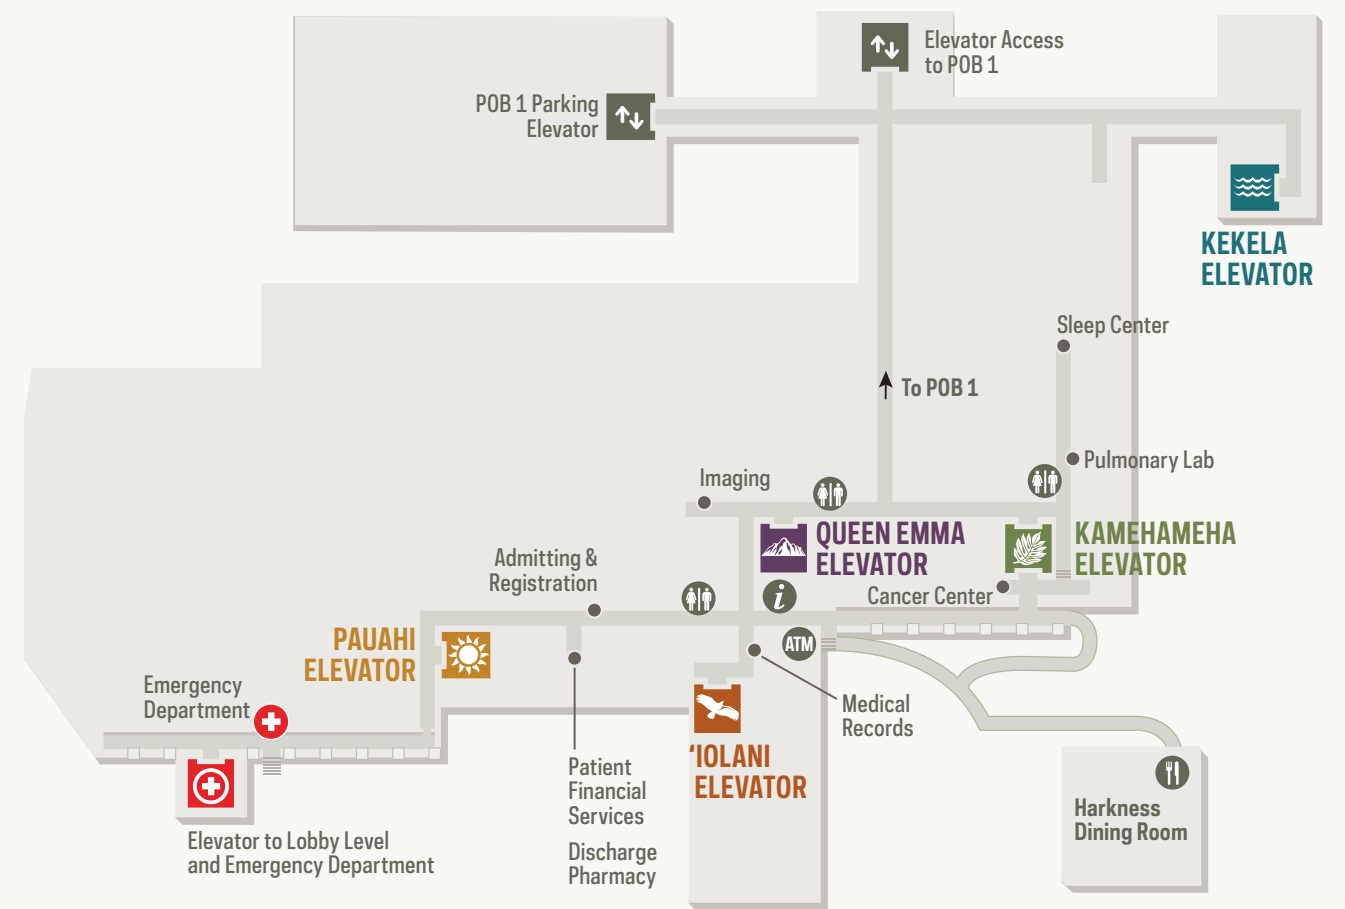 Elevator Access
to POB 1
POB 1 Parking
Elevator
KEKELA
ELEVATOR
Sleep Center
To POB 1
Pulmonary Lab
Imaging
QUEEN EMMA
ELEVATOR
KAMEHAMEHA
ELEVATOR
Admitting &
Registration
Cancer Center
i
ATM
PAUAHI
ELEVATOR
Emergency
Department
Medical
Records
ʻIOLANI
ELEVATOR
Patient
Financial
Services
Discharge
Pharmacy
Harkness
Dining Room
Elevator to Lobby Level
and Emergency Department